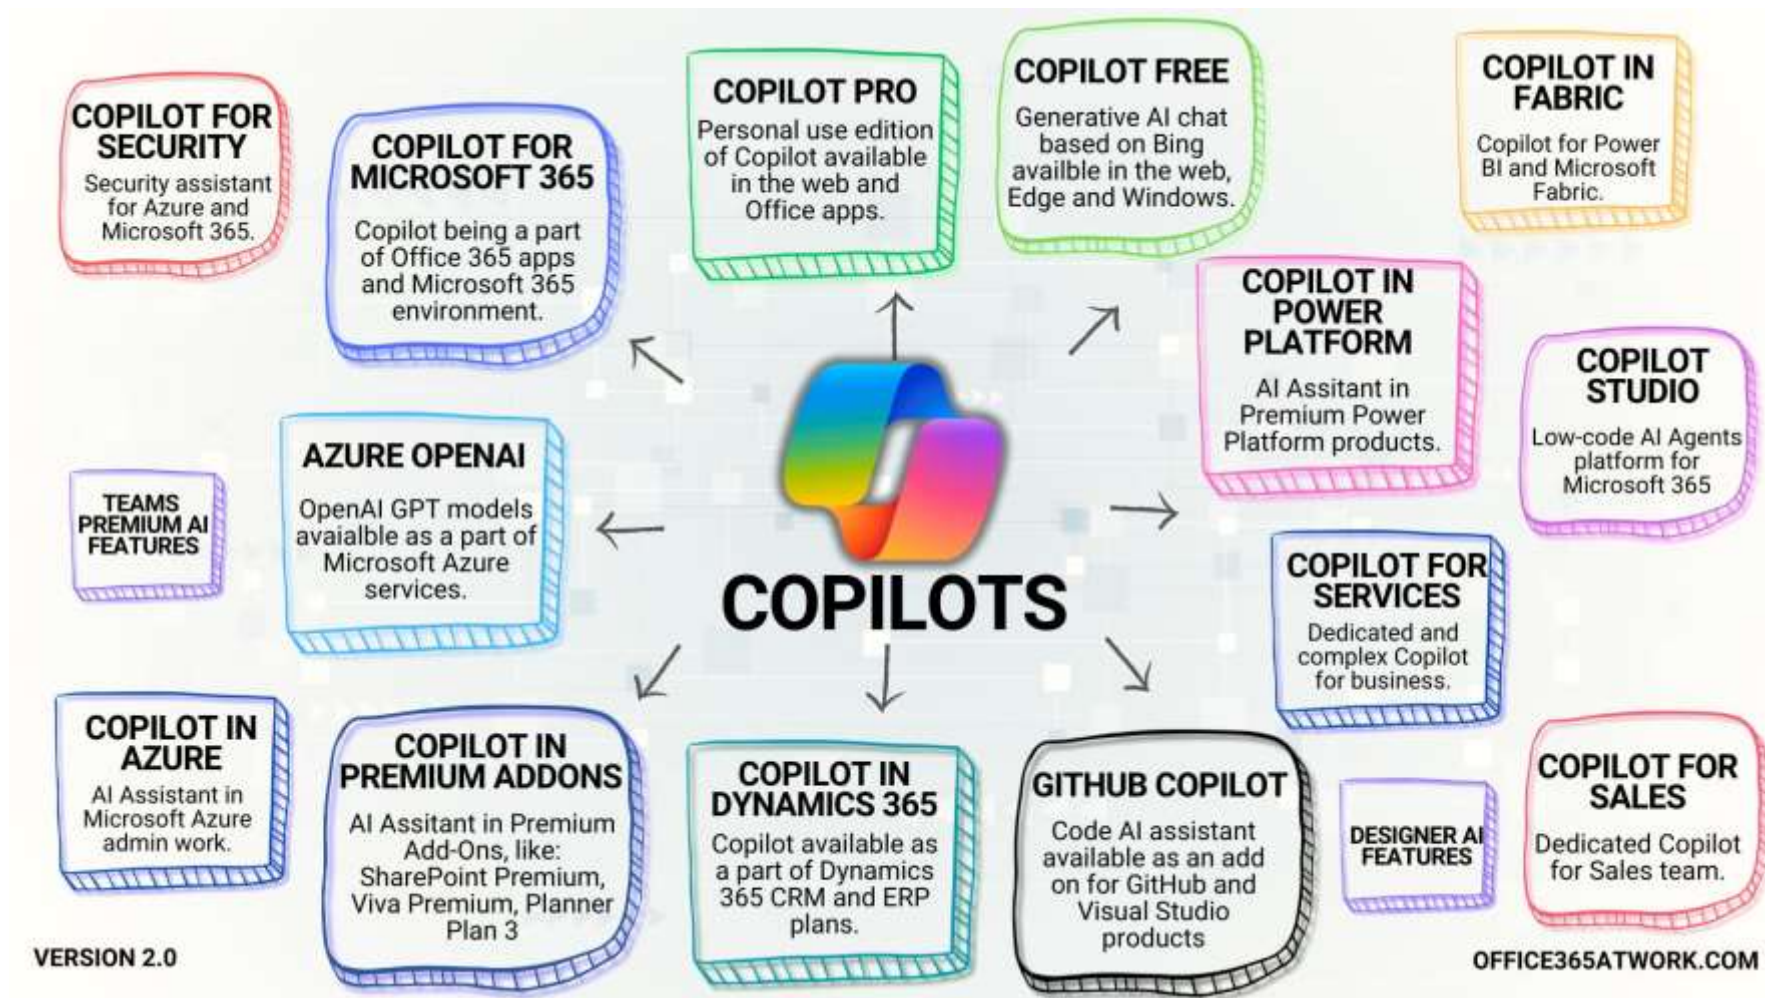 COPILOT FOR
SECURITY
Security assistant
for Azure and
Microsoft 365.
COPILOT FOR
MICROSOFT 365
Copilot being a part
of Office 365 apps
and Microsoft 365
environment.
COPILOT PRO
Personal use edition
of Copilot available
in the web and
Office apps.
COPILOT FREE
Generative AI chat
based on Bing
availble in the web,
Edge and Windows.
COPILOT IN
FABRIC
Copilot for Power
BI and Microsoft
Fabric.
COPILOT IN
POWER
PLATFORM
AI Assitant in
Premium Power
Platform products.
COPILOT
STUDIO
Low-code AI Agents
platform for
Microsoft 365
TEAMS
PREMIUM AI
FEATURES
AZURE OPENAI
OpenAI GPT models
avaialble as a part of
Microsoft Azure
services.
COPILOTS
COPILOT FOR
SERVICES
Dedicated and
complex Copilot
for business.
COPILOT IN
AZURE
AI Assistant in
Microsoft Azure
admin work.
COPILOT IN
PREMIUM ADDONS
AI Assitant in Premium
Add-Ons, like:
SharePoint Premium,
Viva Premium, Planner
Plan 3
COPILOT IN
DYNAMICS 365
Copilot available as
a part of Dynamics
365 CRM and ERP
plans.
GITHUB COPILOT
Code AI assistant
available as an add
on for GitHub and
Visual Studio
products
DESIGNER AI
FEATURES
COPILOT FOR
SALES
Dedicated Copilot
for Sales team.
VERSION 2.0
OFFICE365ATWORK.COM